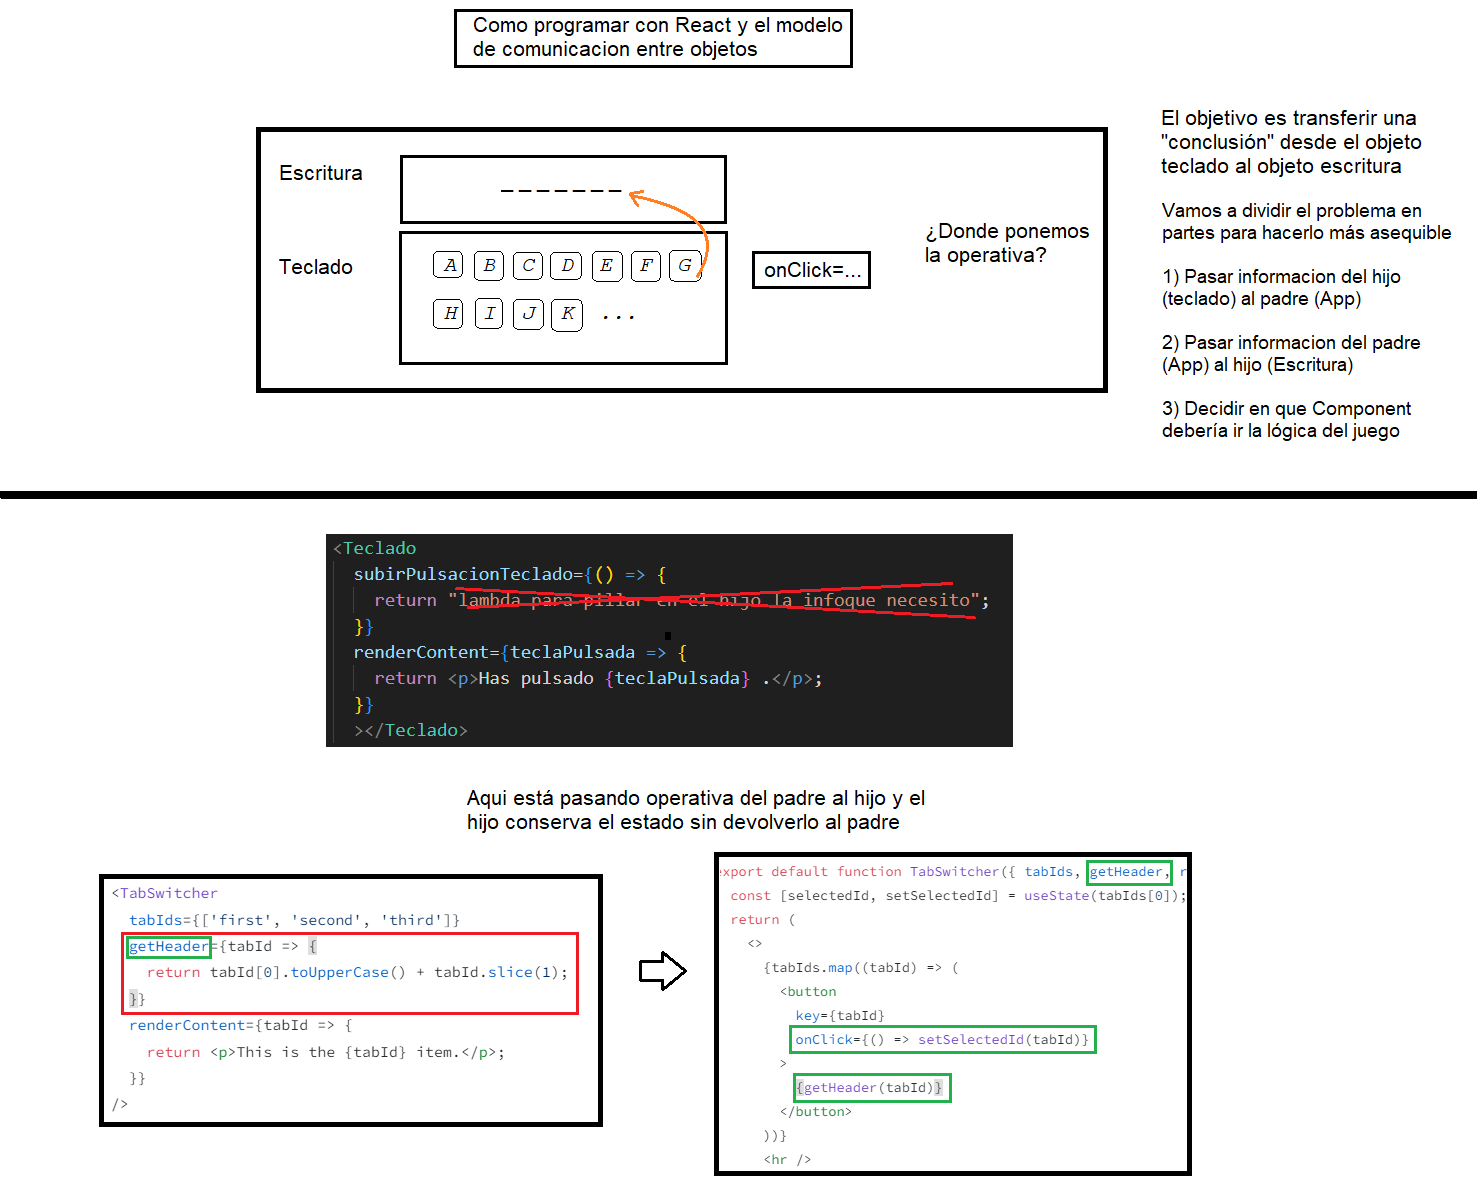 Como programar con React y el modelo
de comunicacion entre objetos
Escritura
_ _ _ _ _ _ _
Teclado
A B C D E F G
H I J K ...
onClick=...
¿Donde ponemos
la operativa?
El objetivo es transferir una
"conclusión" desde el objeto
teclado al objeto escritura
Vamos a dividir el problema en
partes para hacerlo más asequible
1) Pasar informacion del hijo
(teclado) al padre (App)
2) Pasar informacion del padre
(App) al hijo (Escritura)
3) Decidir en que Component
debería ir la lógica del juego
<Teclado
subirPulsacionTeclado={() => {
return "lambda para pillar en el hijo la infoque necesito";
}}
renderContent={teclaPulsada => {
return <p>Has pulsado {teclaPulsada} .</p>;
}}
></Teclado>
Aqui está pasando operativa del padre al hijo y el
hijo conserva el estado sin devolverlo al padre
<TabSwitcher
tabIds={['first', 'second', 'third']}
getHeader={tabId => {
return tabId[0].toUpperCase() + tabId.slice(1);
}}
renderContent={tabId => {
return <p>This is the {tabId} item.</p>;
}}
/>
export default function TabSwitcher({ tabIds, getHeader, r
const [selectedId, setSelectedId] = useState(tabIds[0]);
return (
<>
{tabIds.map((tabId) => (
<button
key={tabId}
onClick={() => setSelectedId(tabId)}
>
{getHeader(tabId)}
</button>
))}
<hr />